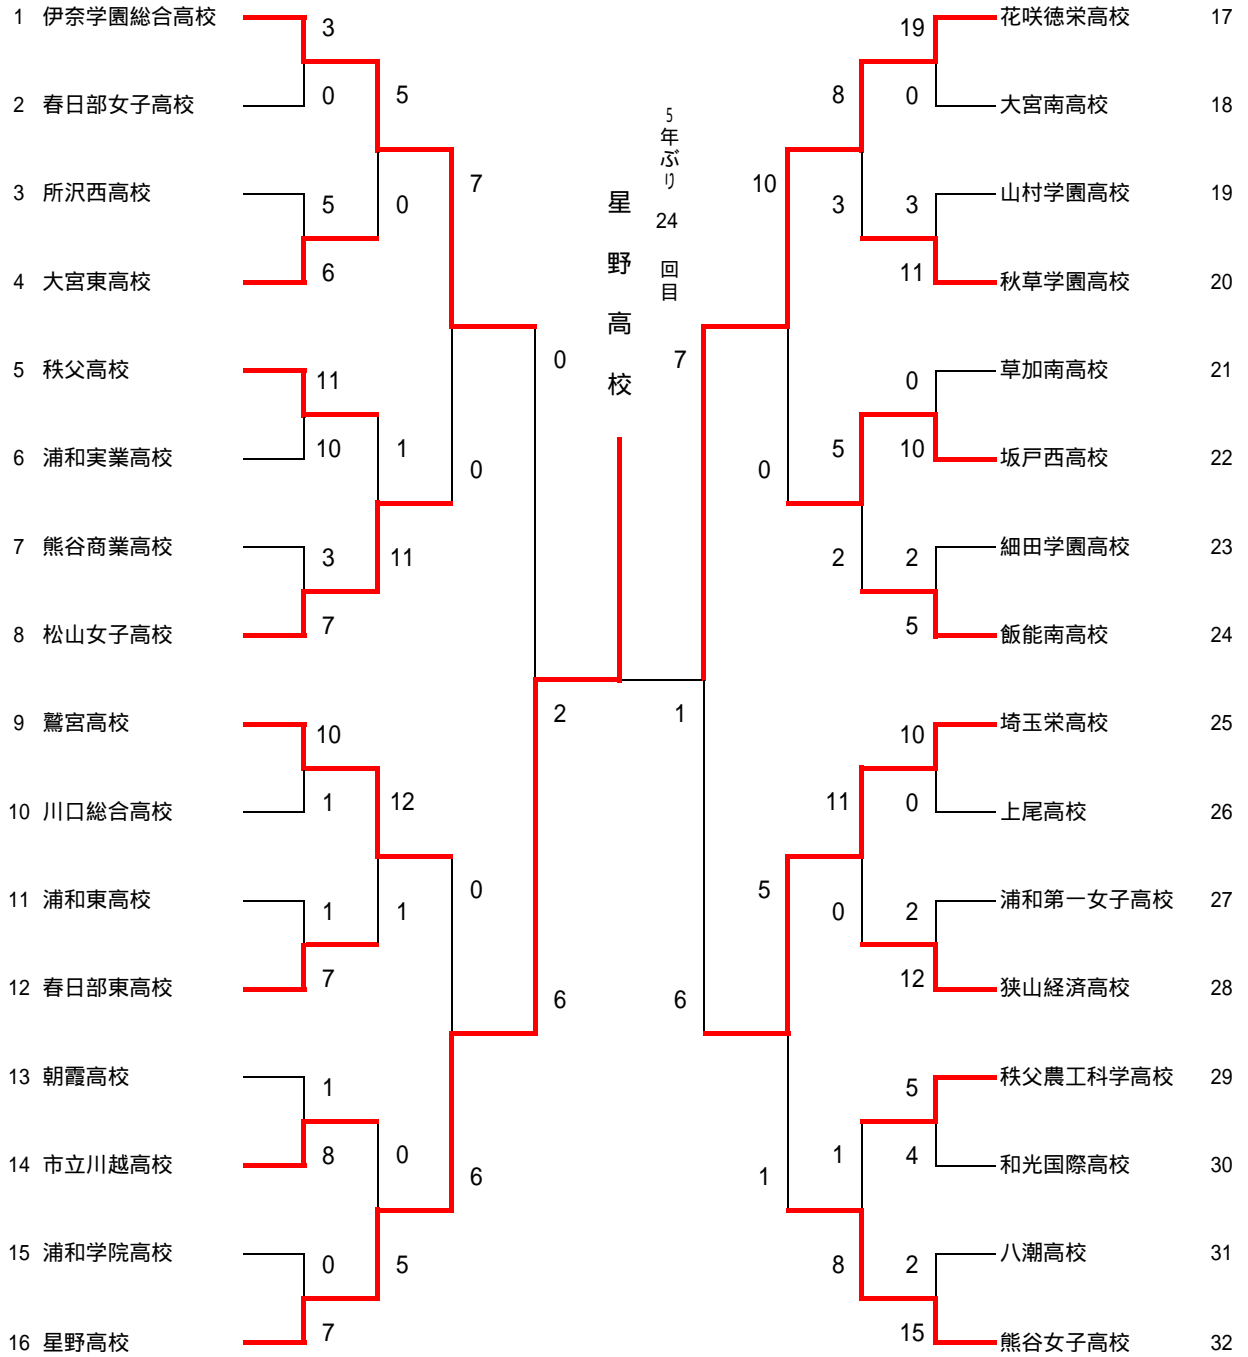 1 伊奈学園総合高校
3
0
2 春日部女子高校
5
3 所沢西高校
5
0
6
4 大宮東高校
7
5 秩父高校
11
10
1
6 浦和実業高校
0
7 熊谷商業高校
3
11
7
8 松山女子高校
0
9 鷲宮高校
10
1
12
10 川口総合高校
2
11 浦和東高校
1
1
7
12 春日部東高校
0
13 朝霞高校
1
8
0
14 市立川越高校
6
6
15 浦和学院高校
0
5
7
16 星野高校
星野高校
5年ぶり 24 回目
花咲徳栄高校 17
19
0
8
大宮南高校 18
10
山村学園高校 19
3
3
11
秋草学園高校 20
7
草加南高校 21
0
10
5
坂戸西高校 22
0
細田学園高校 23
2
2
5
飯能南高校 24
1
埼玉栄高校 25
10
0
11
上尾高校 26
5
浦和第一女子高校 27
2
0
12
狭山経済高校 28
6
秩父農工科学高校 29
5
4
1
和光国際高校 30
1
八潮高校 31
2
8
15
熊谷女子高校 32